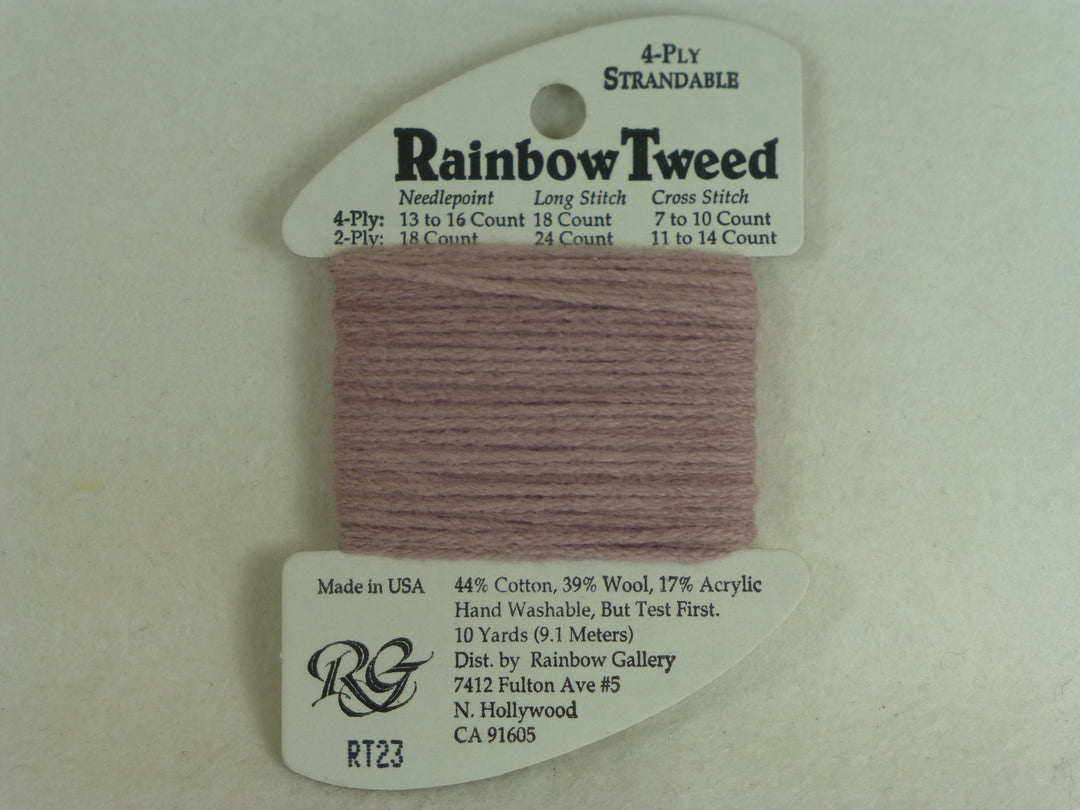 4-Ply
Strandable
Rainbow Tweed
Needlepoint Long Stitch Cross Stitch
4-Ply: 13 to 16 Count 18 Count 7 to 10 Count
2-Ply: 18 Count 24 Count 11 to 14 Count
Made in USA
44% Cotton, 39% Wool, 17% Acrylic
Hand Washable, But Test First.
10 Yards (9.1 Meters)
Dist. by Rainbow Gallery
7412 Fulton Ave #5
N. Hollywood
CA 91605
RG
RT23